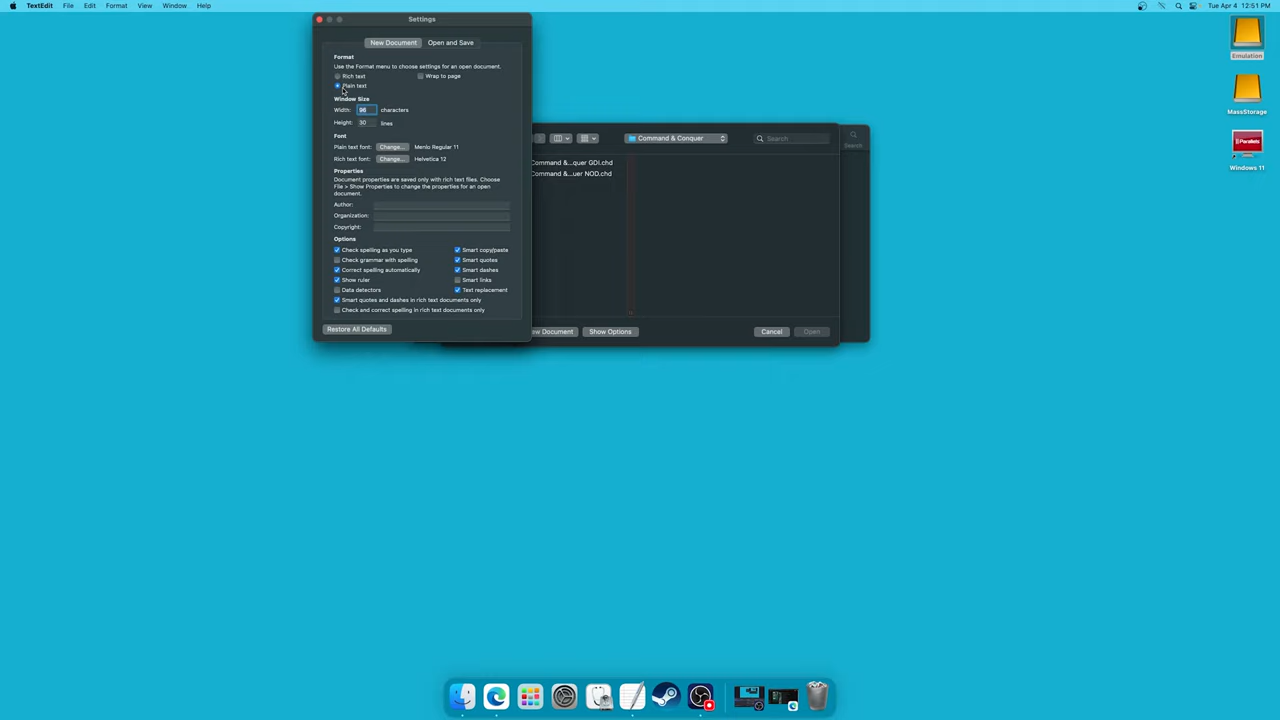 TextEdit File Edit Format View Window Help
Tue Apr 4 12:51 PM
Settings
New Document Open and Save
Format
Use the Format menu to choose settings for an open document.
Rich text Wrap to page
Plain text
Window Size
Width: 96 characters
Height: 30 lines
Font
Plain text font: Change... Menlo Regular 11
Rich text font: Change... Helvetica 12
Properties
Document properties are saved only with rich text files. Choose
File > Show Properties to change the properties for an open
document.
Author:
Organization:
Copyright:
Options
Check spelling as you type Smart copy/paste
Check grammar with spelling Smart quotes
Correct spelling automatically Smart dashes
Show ruler Smart links
Data detectors Text replacement
Smart quotes and dashes in rich text documents only
Check and correct spelling in rich text documents only
Restore All Defaults
Command & Conquer
Search
Search
Command &...quer GDI.chd
Command &...uer NOD.chd
ew Document Show Options Cancel Open
Emulation
MassStorage
Parallels
Windows 11